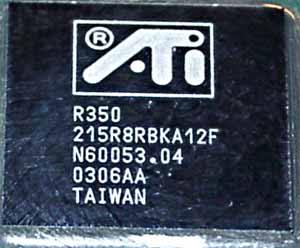 ® ATi
R350
215R8RBKA12F
N60053.04
0306AA
TAIWAN